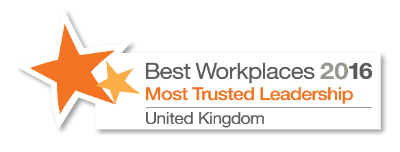 Best Workplaces 2016
Most Trusted Leadership
United Kingdom